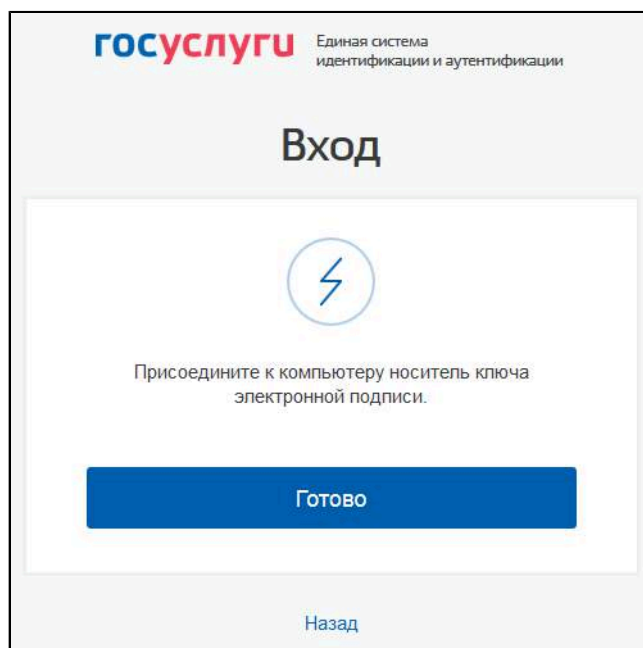 госуслуги
Единая система
идентификации и аутентификации
Вход
Присоедините к компьютеру носитель ключа
электронной подписи.
Готово
Назад